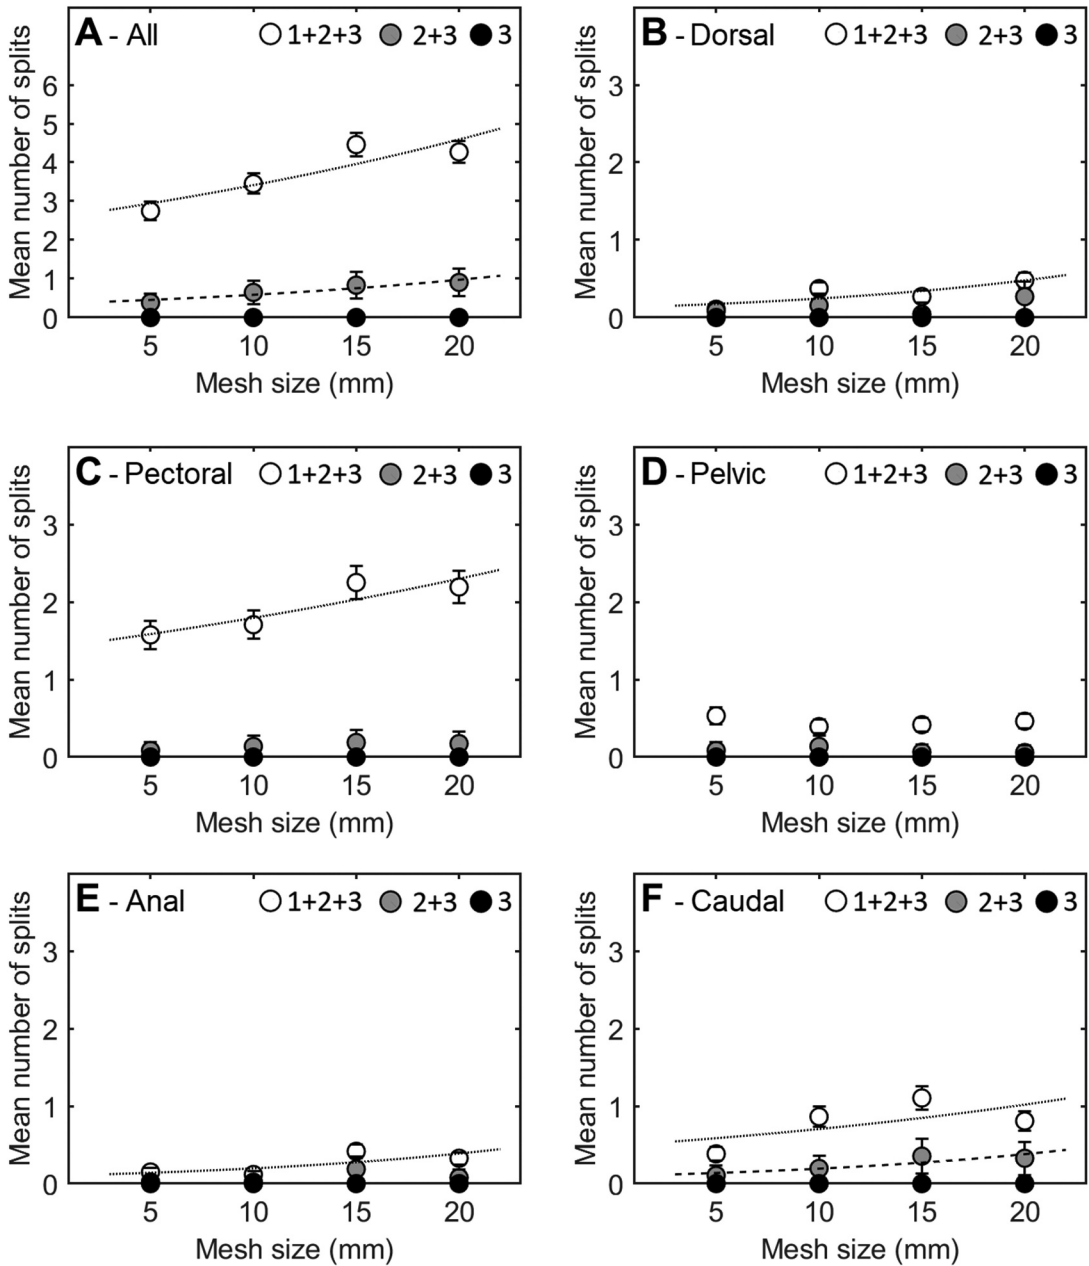 A - All 1+2+3 2+3 3
Mean number of splits
6
5
4
3
2
1
0
5 10 15 20
Mesh size (mm)
B - Dorsal 1+2+3 2+3 3
Mean number of splits
3
2
1
0
5 10 15 20
Mesh size (mm)
C - Pectoral 1+2+3 2+3 3
Mean number of splits
3
2
1
0
5 10 15 20
Mesh size (mm)
D - Pelvic 1+2+3 2+3 3
Mean number of splits
3
2
1
0
5 10 15 20
Mesh size (mm)
E - Anal 1+2+3 2+3 3
Mean number of splits
3
2
1
0
5 10 15 20
Mesh size (mm)
F - Caudal 1+2+3 2+3 3
Mean number of splits
3
2
1
0
5 10 15 20
Mesh size (mm)